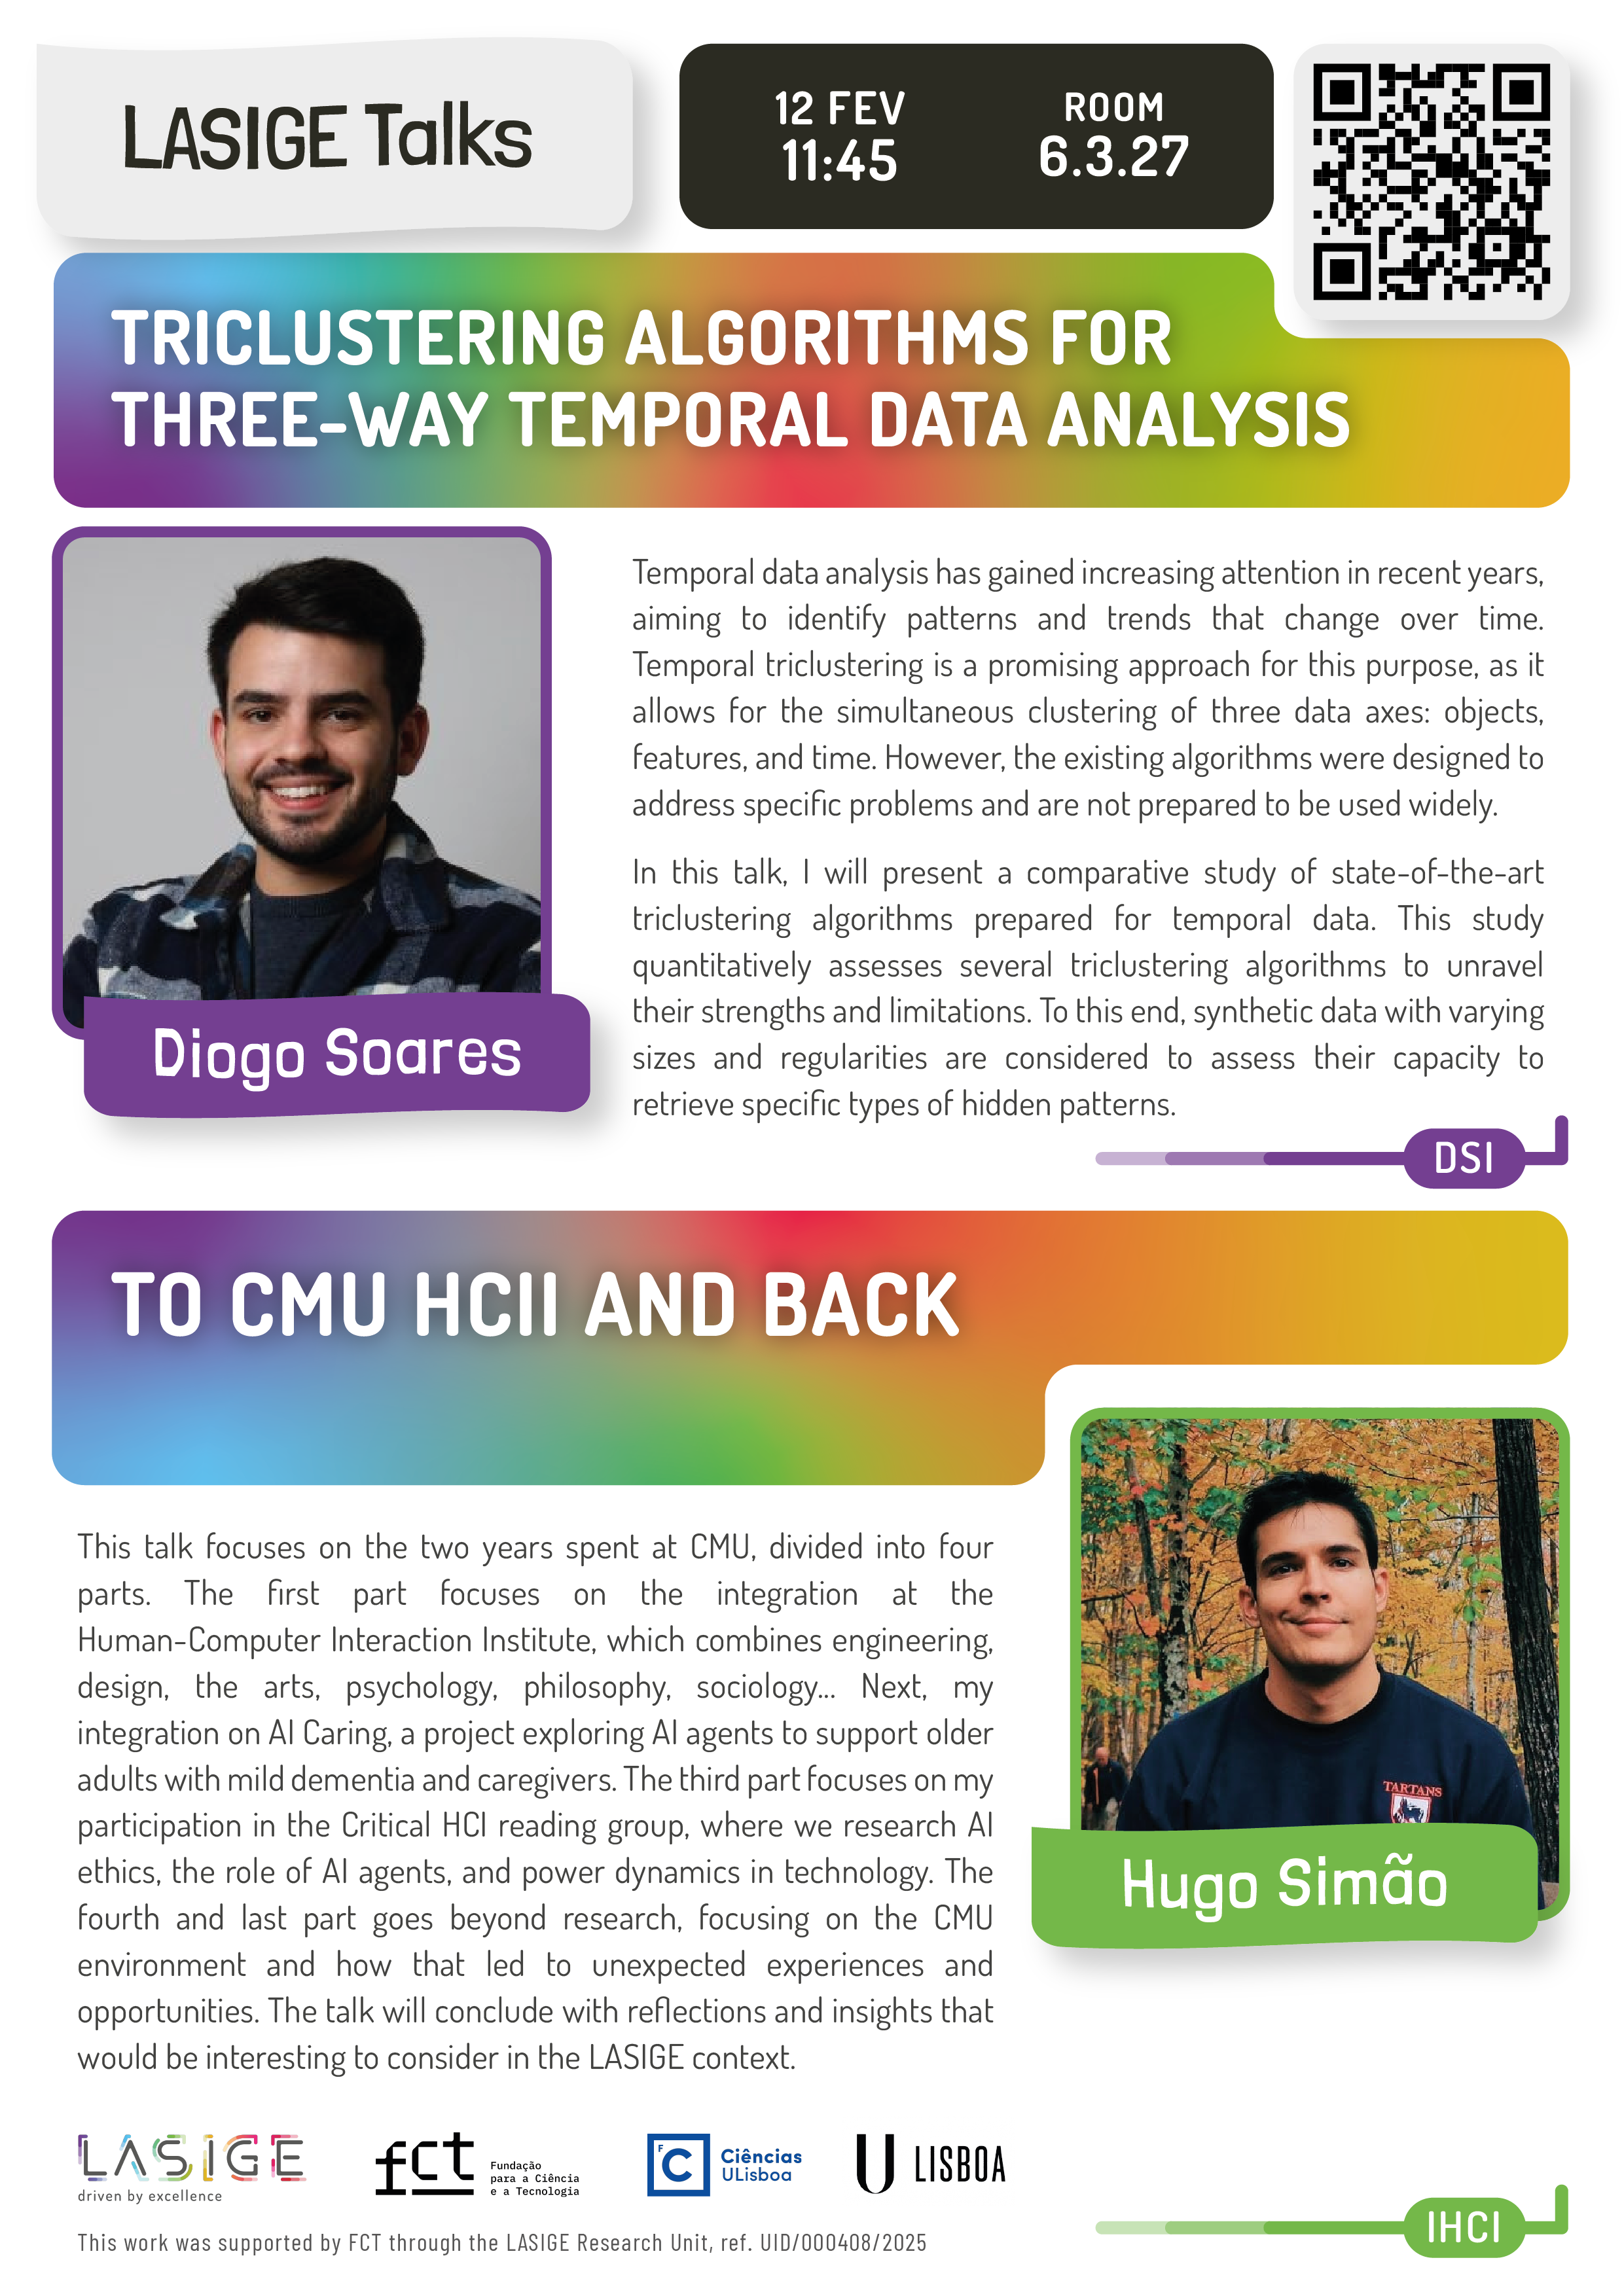 LASIGE Talks
12 FEV
11:45
ROOM
6.3.27
TRICLUSTERING ALGORITHMS FOR
THREE-WAY TEMPORAL DATA ANALYSIS
Temporal data analysis has gained increasing attention in recent years,
aiming to identify patterns and trends that change over time.
Temporal triclustering is a promising approach for this purpose, as it
allows for the simultaneous clustering of three data axes: objects,
features, and time. However, the existing algorithms were designed to
address specific problems and are not prepared to be used widely.
In this talk, I will present a comparative study of state-of-the-art
triclustering algorithms prepared for temporal data. This study
quantitatively assesses several triclustering algorithms to unravel
their strengths and limitations. To this end, synthetic data with varying
sizes and regularities are considered to assess their capacity to
retrieve specific types of hidden patterns.
Diogo Soares
DSI
TO CMU HCII AND BACK
This talk focuses on the two years spent at CMU, divided into four
parts. The first part focuses on the integration at the
Human-Computer Interaction Institute, which combines engineering,
design, the arts, psychology, philosophy, sociology... Next, my
integration on AI Caring, a project exploring AI agents to support older
adults with mild dementia and caregivers. The third part focuses on my
participation in the Critical HCI reading group, where we research AI
ethics, the role of AI agents, and power dynamics in technology. The
fourth and last part goes beyond research, focusing on the CMU
environment and how that led to unexpected experiences and
opportunities. The talk will conclude with reflections and insights that
would be interesting to consider in the LASIGE context.
TARTANS
Hugo Simão
LASIGE
driven by excellence
fct
Fundação
para a Ciência
e a Tecnologia
F
C
Ciências
ULisboa
U LISBOA
This work was supported by FCT through the LASIGE Research Unit, ref. UID/000408/2025
IHCI